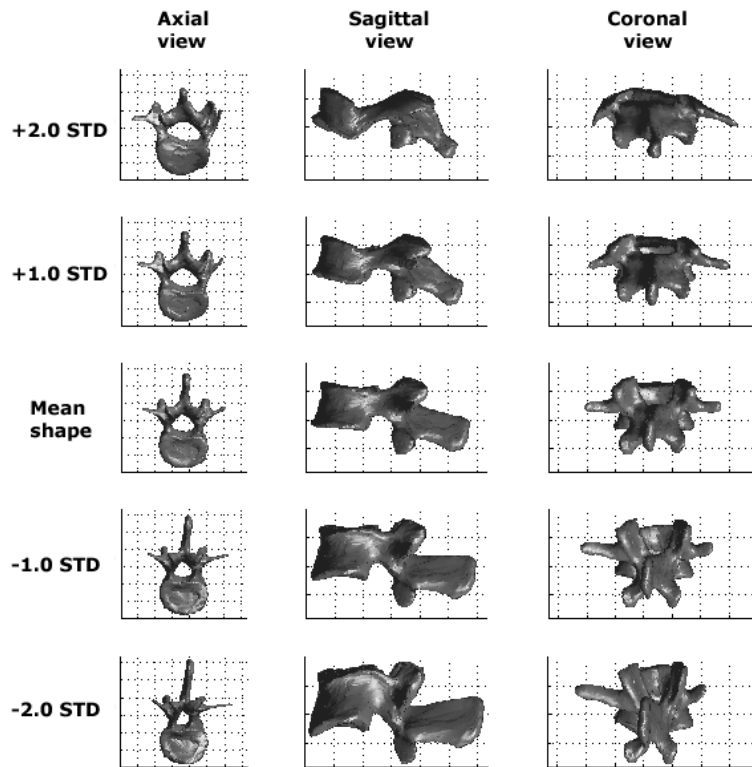 Axial
view
Sagittal
view
Coronal
view
+2.0 STD
+1.0 STD
Mean
shape
-1.0 STD
-2.0 STD